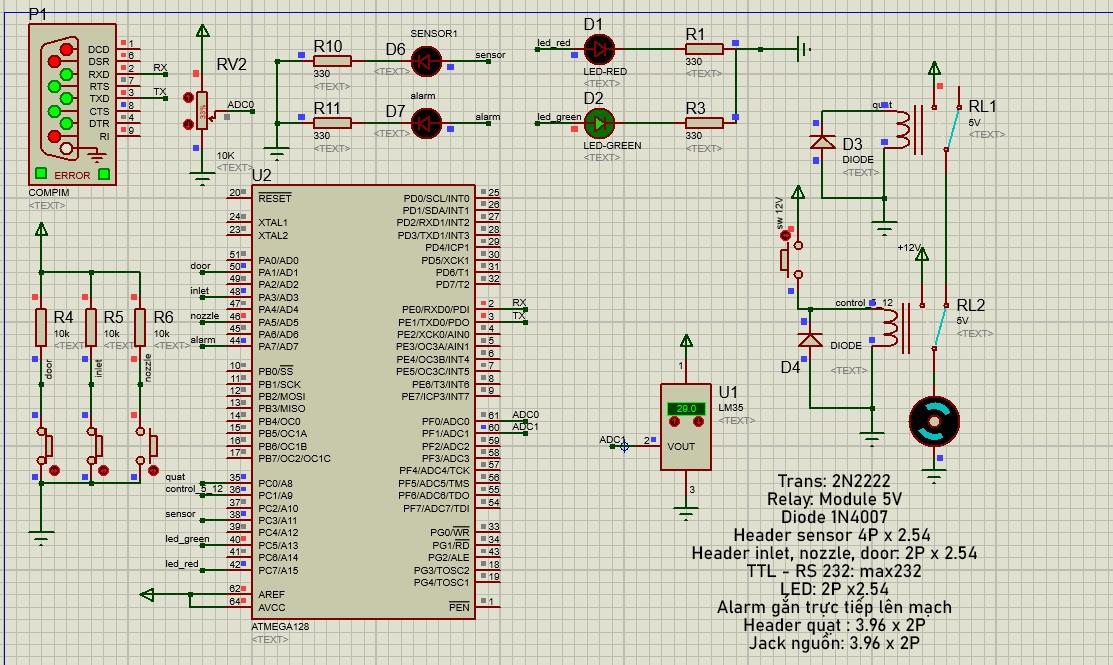 P1
DCD 1
DSR 6
RXD 2 RX
RTS 7
TXD 3 TX
CTS 8
DTR 4
RI 9
ERROR
COMPIM
<TEXT>
RV2
33%
ADC0
10K
<TEXT>
SENSOR1
R10
330
D6
<TEXT>
sensor
R11
330
alarm
D7
<TEXT>
alarm
D1
led_red
LED-RED
<TEXT>
R1
330
D2
led_green
LED-GREEN
<TEXT>
R3
330
quat
D3
DIODE
<TEXT>
RL1
5V
<TEXT>
sw 12V
+12V
control_5_12
D4
DIODE
<TEXT>
RL2
5V
<TEXT>
R4
10k
<TEXT>
R5
10k
<TEXT>
R6
10k
<TEXT>
door
inlet
nozzle
U2
20 RESET
24 XTAL1
23 XTAL2
51 PA0/AD0
door 50 PA1/AD1
49 PA2/AD2
inlet 48 PA3/AD3
47 PA4/AD4
nozzle 46 PA5/AD5
45 PA6/AD6
alarm 44 PA7/AD7
10 PB0/SS
11 PB1/SCK
12 PB2/MOSI
13 PB3/MISO
14 PB4/OC0
15 PB5/OC1A
16 PB6/OC1B
17 PB7/OC2/OC1C
quat 35 PC0/A8
control_5_12 36 PC1/A9
37 PC2/A10
sensor 38 PC3/A11
39 PC4/A12
led_green 40 PC5/A13
41 PC6/A14
led_red 42 PC7/A15
62 AREF
64 AVCC
PD0/SCL/INT0 25
PD1/SDA/INT1 26
PD2/RXD1/INT2 27
PD3/TXD1/INT3 28
PD4/ICP1 29
PD5/XCK1 30
PD6/T1 31
PD7/T2 32
PE0/RXD0/PDI 2 RX
PE1/TXD0/PDO 3 TX
PE2/XCK0/AIN0 4
PE3/OC3A/AIN1 5
PE4/OC3B/INT4 6
PE5/OC3C/INT5 7
PE6/T3/INT6 8
PE7/ICP3/INT7 9
PF0/ADC0 61 ADC0
PF1/ADC1 60 ADC1
PF2/ADC2 59
PF3/ADC3 58
PF4/ADC4/TCK 57
PF5/ADC5/TMS 56
PF6/ADC6/TDO 55
PF7/ADC7/TDI 54
PG0/WR 33
PG1/RD 34
PG2/ALE 43
PG3/TOSC2 18
PG4/TOSC1 19
PEN 1
ATMEGA128
<TEXT>
U1
1
29.0
LM35
<TEXT>
ADC1
2 VOUT
3
Trans: 2N2222
Relay: Module 5V
Diode 1N4007
Header sensor 4P x 2.54
Header inlet, nozzle, door: 2P x 2.54
TTL - RS 232: max232
LED: 2P x2.54
Alarm gắn trực tiếp lên mạch
Header quạt : 3.96 x 2P
Jack nguồn: 3.96 x 2P